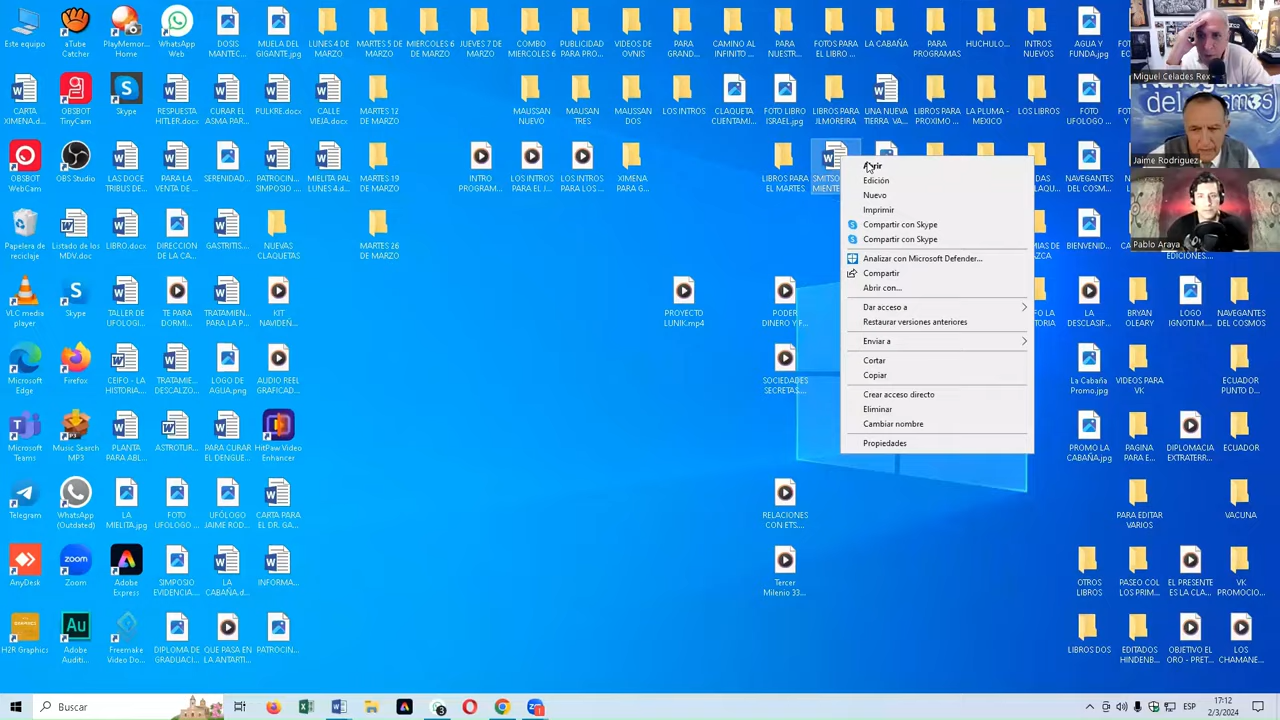 Este equipo
aTube
Catcher
PlayMemor...
Home
WhatsApp
Web
DOSIS
MANTEC...
MUELA DEL
GIGANTE.jpg
LUNES 4 DE
MARZO
MARTES 5 DE
MARZO
MIERCOLES 6
DE MARZO
JUEVES 7 DE
MARZO
COMBO
MIERCOLES 6
PUBLICIDAD
PARA PRO...
VIDEOS DE
OVNIS
PARA
GRAND...
CAMINO AL
INFINITO ...
PARA
NUESTR...
FOTOS PARA
EL LIBRO ...
LA CABAÑA
PARA
PROGRAMAS
HUCHULO...
INTROS
NUEVOS
AGUA Y
FUNDA.jpg
CARTA
XIMENA.d...
OBSBOT
TinyCam
Skype
RESPUESTA
HITLER.docx
CURAR EL
ASMA PAR...
PULKRE.docx
CALLE
VIEJA.docx
MARTES 12
DE MARZO
MAUSSAN
NUEVO
MAUSAN
TRES
MAUSSAN
DOS
LOS INTROS
CLAQUETA
CUENTAMI...
FOTO LIBRO
ISRAEL.jpg
LIBROS PARA
J.LMOREIRA
UNA NUEVA
TIERRA VA...
LIBROS PARA
PROXIMO ...
LA PLUMA -
MEXICO
LOS LIBROS
FOTO
UFOLOGO ...
OBSBOT
WebCam
OBS Studio
LAS DOCE
TRIBUS DE...
PARA LA
VENTA DE ...
SERENIDAD...
PATROCIN...
SIMPOSIO ...
MIELITA PAL
LUNES 4.d...
MARTES 19
DE MARZO
INTRO
PROGRAM...
LOS INTROS
PARA EL J...
LOS INTROS
PARA LOS ...
XIMENA
PARA G...
LIBROS PARA
EL MARTES
SMITSO...
MIENTE...
NAVEGANTES
DEL COSM...
Papelera de
reciclaje
Listado de los
MDV.doc
LIBRO.docx
DIRECCION
DE LA CA...
GASTRITIS...
NUEVAS
CLAQUETAS
MARTES 26
DE MARZO
BIENVENID...
EDICIONES...
VLC media
player
Skype
TALLER DE
UFOLOGI...
TE PARA
DORMI...
TRATAMIEN...
PARA LA P...
KIT
NAVIDEÑ...
PROYECTO
LUNIK.mp4
PODER
DINERO Y F...
LA
DESCLASIF...
BRYAN
OLEARY
LOGO
IGNOTUM...
NAVEGANTES
DEL COSMOS
Microsoft
Edge
Firefox
CEIFO - LA
HISTORIA...
TRATAMIE...
DESCALZO...
LOGO DE
AGUA.png
AUDIO REEL
GRAFICAD...
SOCIEDADES
SECRETAS...
La Cabaña
Promo.jpg
VIDEOS PARA
VK
ECUADOR
PUNTO D...
Microsoft
Teams
Music Search
MP3
PLANTA
PARA ABL...
ASTROTUR...
PARA CURAR
EL DENGUE...
HitPaw Video
Enhancer
PROMO LA
CABAÑA.jpg
PAGINA
PARA E...
DIPLOMACIA
EXTRATERR...
ECUADOR
Telegram
WhatsApp
(Outdated)
LA
MIELITA.jpg
FOTO
UFOLOGO ...
UFÓLOGO
JAIME ROD...
CARTA PARA
EL DR. GA...
RELACIONES
CON ETS....
PARA EDITAR
VARIOS
VACUNA
AnyDesk
Zoom
Adobe
Express
SIMPOSIO
EVIDENCIA...
LA
CABAÑA.d...
INFORMA...
Tercer
Milenio 33...
OTROS
LIBROS
PASEO COL
LOS PRIM...
EL PRESENTE
ES LA CLA...
VK
PROMOCIO...
H2R Graphics
Adobe
Auditi...
Freemake
Video Do...
DIPLOMA DE
GRADUACI...
QUE PASA EN
LA ANTARTI...
PATROCIN...
LIBROS DOS
EDITADOS
HINDENB...
OBJETIVO EL
ORO - PRET...
LOS
CHAMANE...
Abrir
Edición
Nuevo
Imprimir
Compartir con Skype
Compartir con Skype
Analizar con Microsoft Defender...
Compartir
Abrir con...
Dar acceso a
Restaurar versiones anteriores
Enviar a
Cortar
Copiar
Crear acceso directo
Eliminar
Cambiar nombre
Propiedades
Miguel Celades Rex
Navegantes
del Cosmos
Jaime Rodriguez
Pablo Araya
Buscar
ESP
17:12
2/3/2024